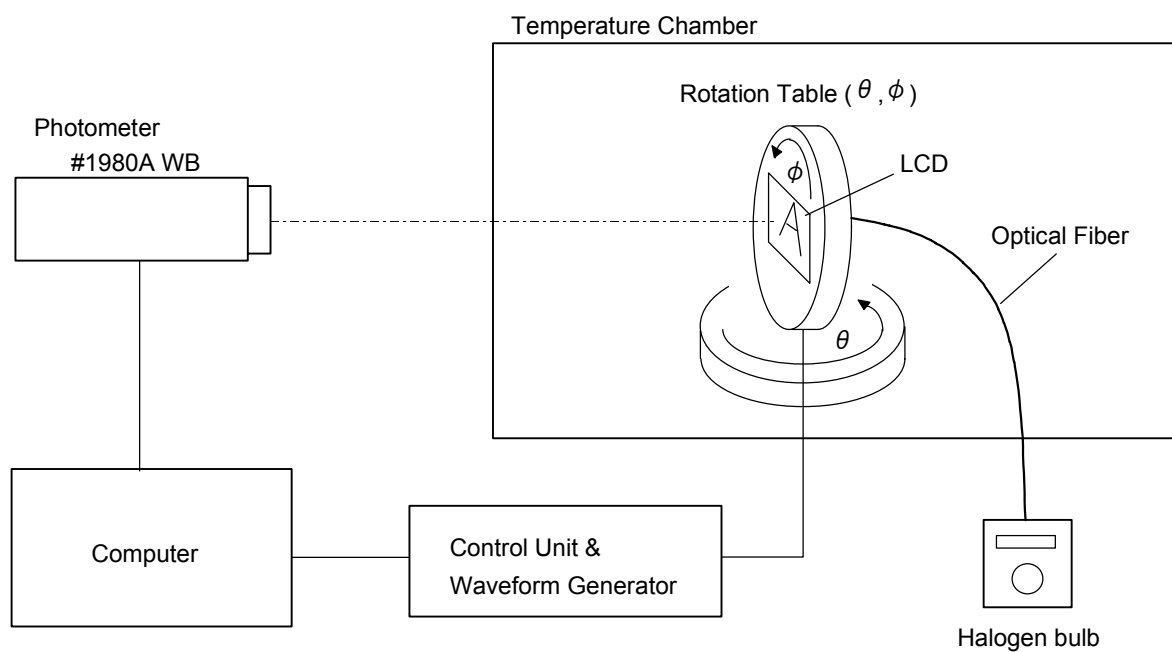 Temperature Chamber
Rotation Table ( θ , φ )
Photometer
#1980A WB
φ
LCD
A
Optical Fiber
θ
Computer
Control Unit &
Waveform Generator
Halogen bulb